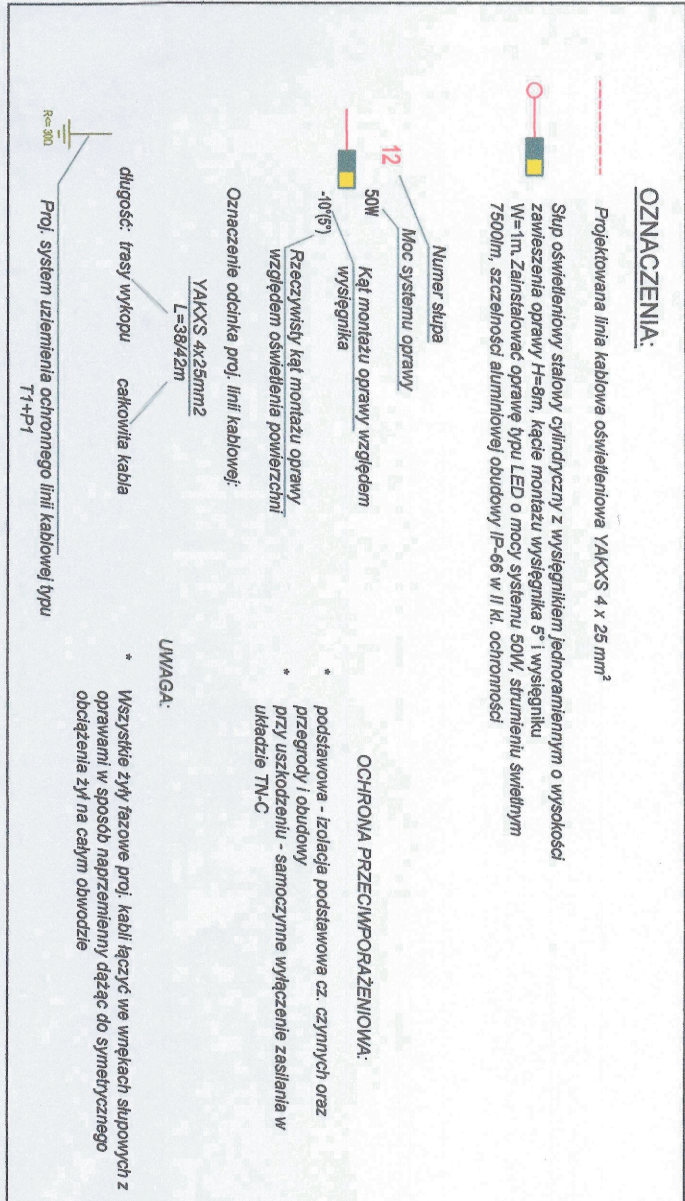 OZNACZENIA:
Projektowana linia kablowa oświetleniowa YAKXS 4 x 25 mm²
Słup oświetleniowy stalowy cylindryczny z wysięgnikiem jednoramiennym o wysokości
zawieszenia oprawy H=8m, kącie montażu wysięgnika 5° i wysięgniku
W=1m. Zainstalować oprawę typu LED o mocy systemu 50W, strumieniu świetlnym
7500lm, szczelności aluminiowej obudowy IP-66 w II kl. ochronności
Numer słupa
12
Moc systemu oprawy
50W
Kąt montażu oprawy względem
wysięgnika
-10°(5°)
Rzeczywisty kąt montażu oprawy
względem oświetlenia powierzchni
Oznaczenie odcinka proj. linii kablowej:
YAKXS 4x25mm2
L=38/42m
długość: trasy wykopu całkowita kabla
R<= 30Ω
Proj. system uziemienia ochronnego linii kablowej typu
T1+P1
OCHRONA PRZECIWPORAŻENIOWA:
* podstawowa - izolacja podstawowa cz. czynnych oraz
przegrody i obudowy
* przy uszkodzeniu - samoczynne wyłączenie zasilania w
układzie TN-C
UWAGA:
* Wszystkie żyły fazowe proj. kabli łączyć we wnękach słupowych z
oprawami w sposób naprzemienny dążąc do symetrycznego
obciążenia żył na całym obwodzie